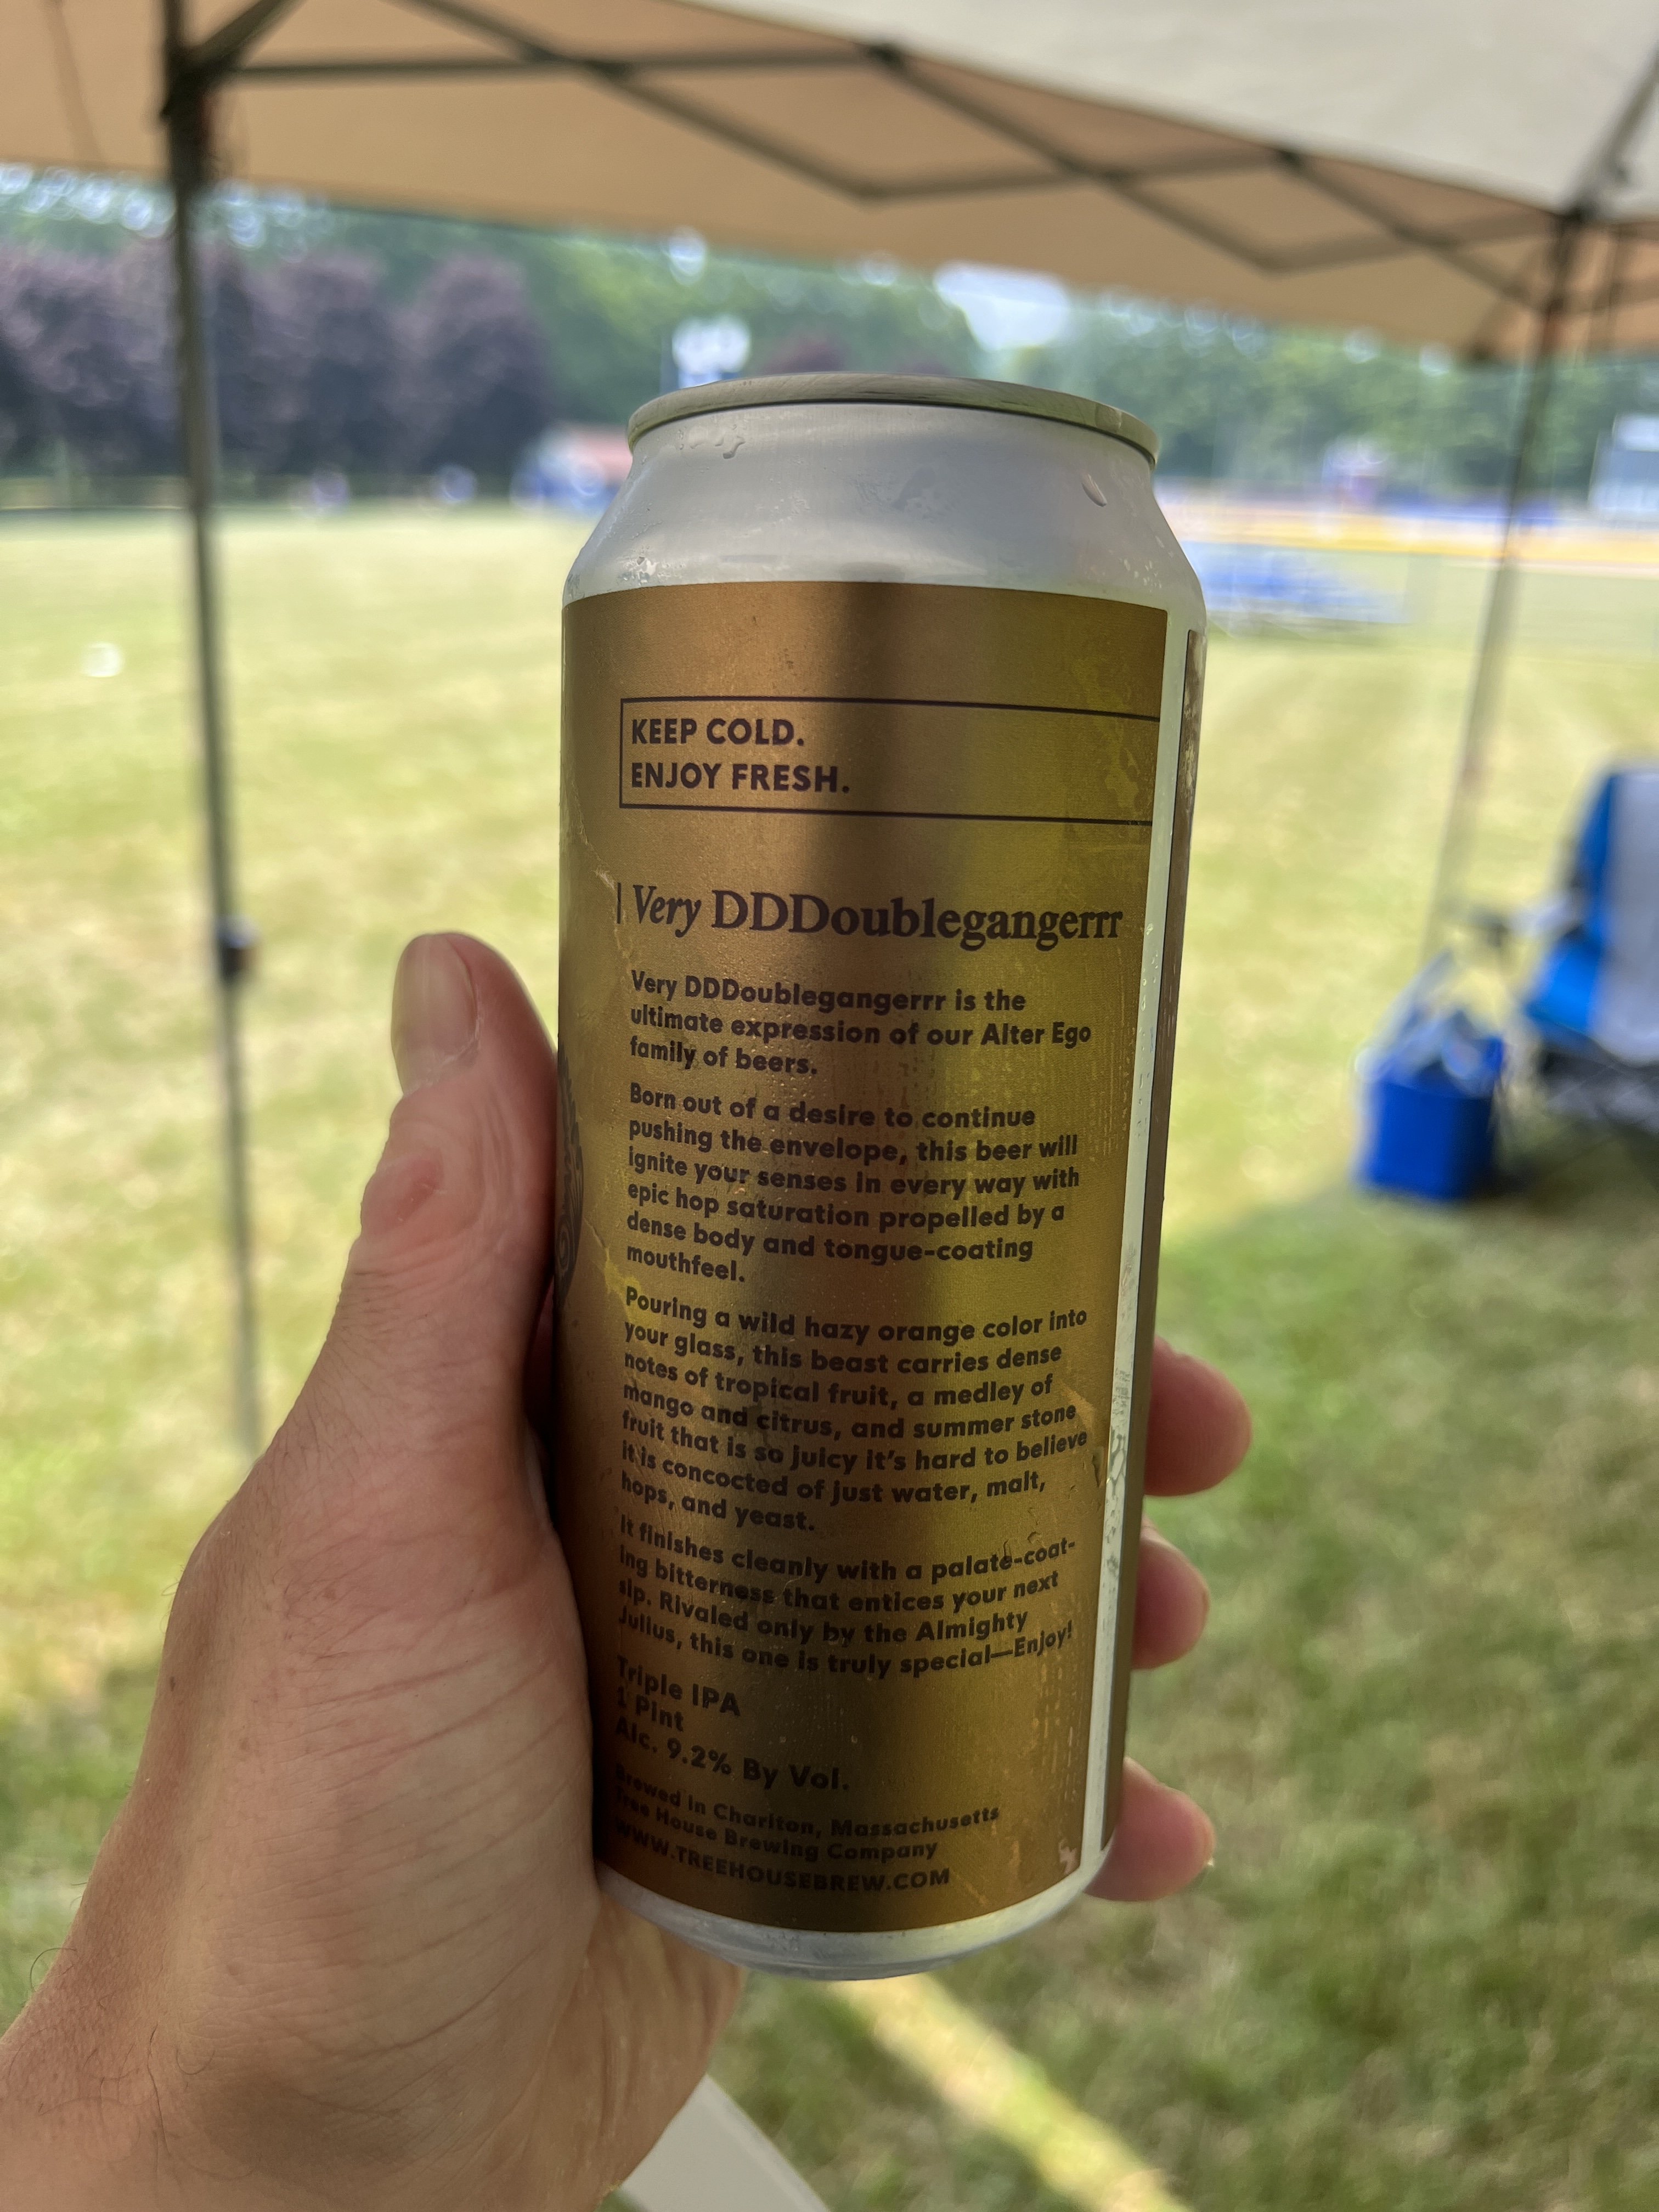 KEEP COLD.
ENJOY FRESH.
Very DDDoublegangerrr
Very DDDoublegangerrr is the
ultimate expression of our Alter Ego
family of beers.
Born out of a desire to continue
pushing the envelope, this beer will
ignite your senses in every way with
epic hop saturation propelled by a
dense body and tongue-coating
mouthfeel.
Pouring a wild hazy orange color into
your glass, this beast carries dense
notes of tropical fruit, a medley of
mango and citrus, and summer stone
fruit that is so juicy it's hard to believe
it is concocted of just water, malt,
hops, and yeast.
It finishes cleanly with a palate-coat-
ing bitterness that entices your next
sip. Rivaled only by the Almighty
Julius, this one is truly special—Enjoy!
Triple IPA
1 Pint
Alc. 9.2% By Vol.
Brewed in Charlton, Massachusetts
Tree House Brewing Company
WWW.TREEHOUSEBREW.COM